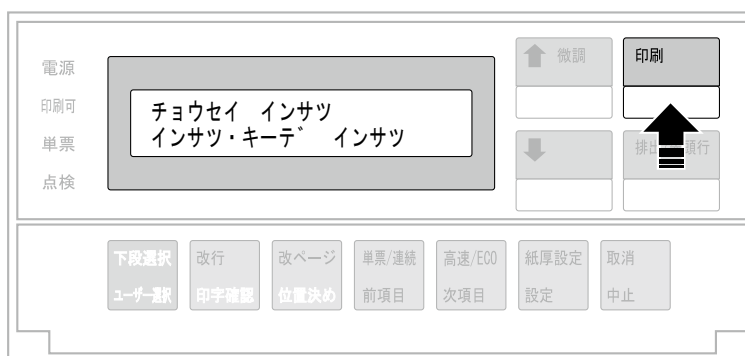 電源
印刷可
単票
点検
チョウセイ インサツ
インサツ・キーデ インサツ
微調
印刷
下段選択
ユーザー選択
改行
印字確認
改ページ
位置決め
単票/連続
前項目
高速/ECO
次項目
紙厚設定
設定
取消
中止